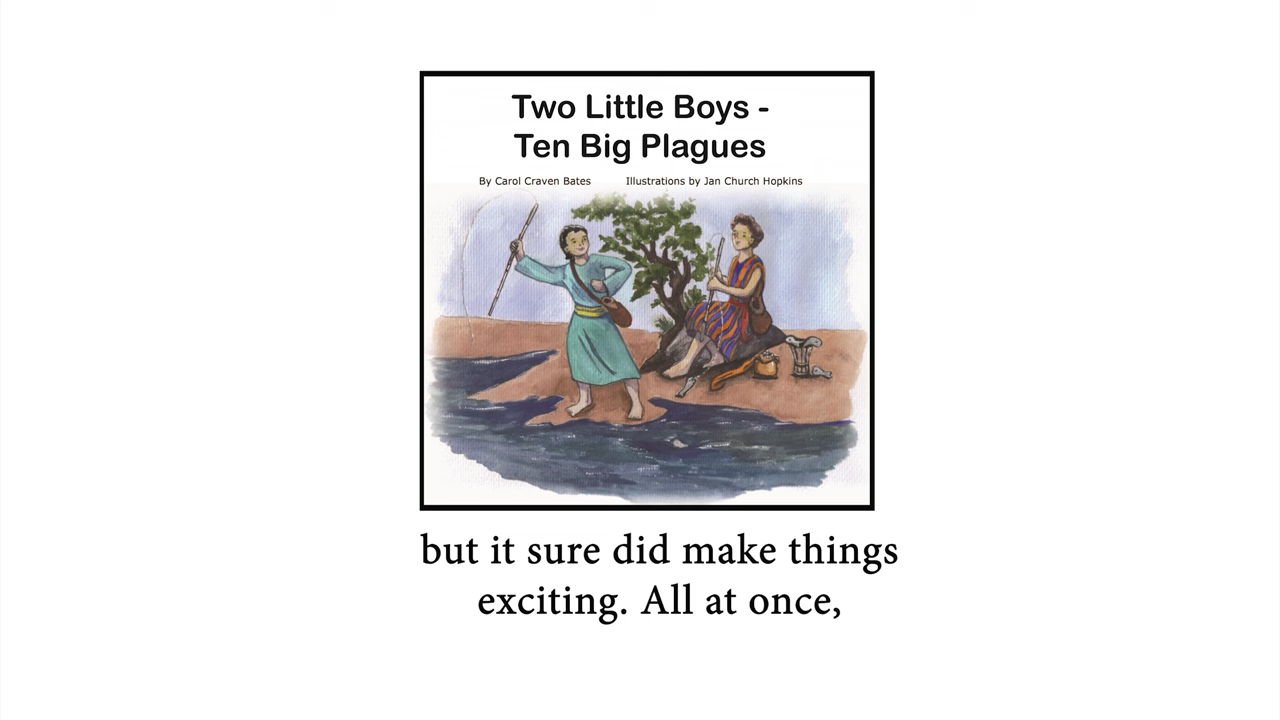 Two Little Boys -
Ten Big Plagues
By Carol Craven Bates Illustrations by Jan Church Hopkins
but it sure did make things
exciting. All at once,